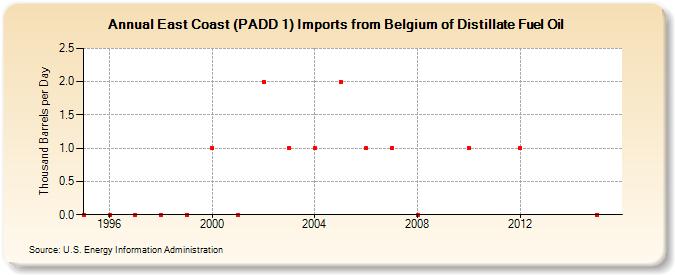 Annual East Coast (PADD 1) Imports from Belgium of Distillate Fuel Oil
Thousand Barrels per Day
2.5
2.0
1.5
1.0
0.5
0.0
1996 2000 2004 2008 2012
Source: U.S. Energy Information Administration